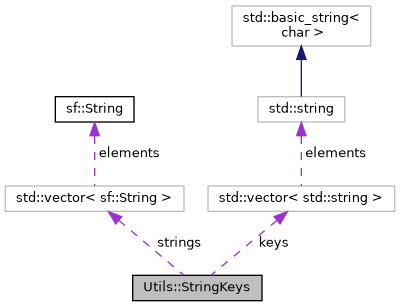 std::basic_string<
char >
sf::String
std::string
elements
elements
std::vector< sf::String >
std::vector< std::string >
strings
keys
Utils::StringKeys